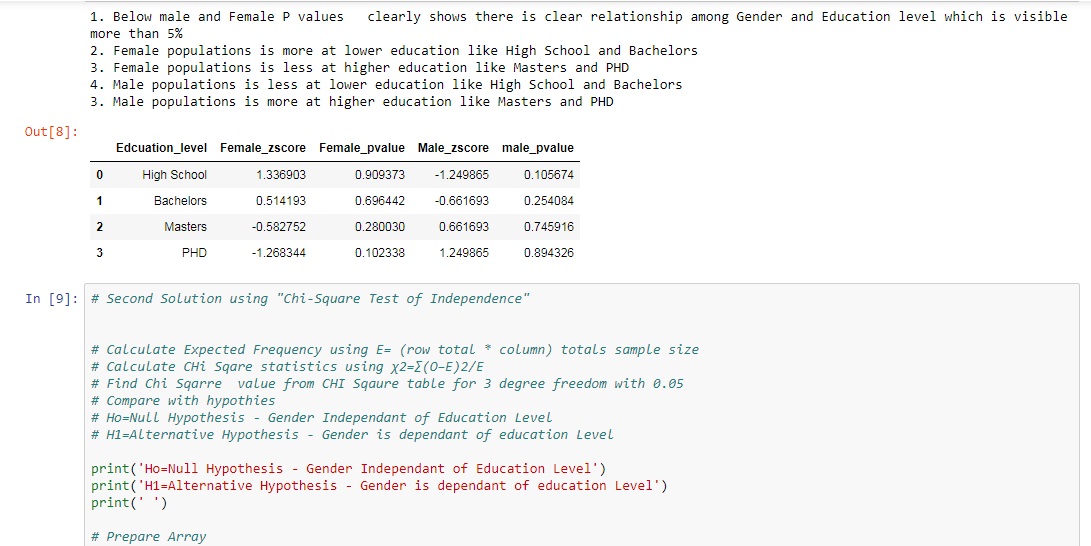 1. Below male and Female P values   clearly shows there is clear relationship among Gender and Education level which is visible
more than 5%
2. Female populations is more at lower education like High School and Bachelors
3. Female populations is less at higher education like Masters and PHD
4. Male populations is less at lower education like High School and Bachelors
3. Male populations is more at higher education like Masters and PHD
Out[8]:
Edcuation_level Female_zscore Female_pvalue Male_zscore male_pvalue
0 High School 1.336903 0.909373 -1.249865 0.105674
1 Bachelors 0.514193 0.696442 -0.661693 0.254084
2 Masters -0.582752 0.280030 0.661693 0.745916
3 PHD -1.268344 0.102338 1.249865 0.894326
In [9]: # Second Solution using "Chi-Square Test of Independence"
# Calculate Expected Frequency using E= (row total * column) totals sample size
# Calculate CHi Sqare statistics using χ2=Σ(O−E)2/E
# Find Chi Sqarre  value from CHI Sqaure table for 3 degree freedom with 0.05
# Compare with hypothies
# Ho=Null Hypothesis - Gender Independant of Education Level
# H1=Alternative Hypothesis - Gender is dependant of education Level
print('Ho=Null Hypothesis - Gender Independant of Education Level')
print('H1=Alternative Hypothesis - Gender is dependant of education Level')
print(' ')
# Prepare Array